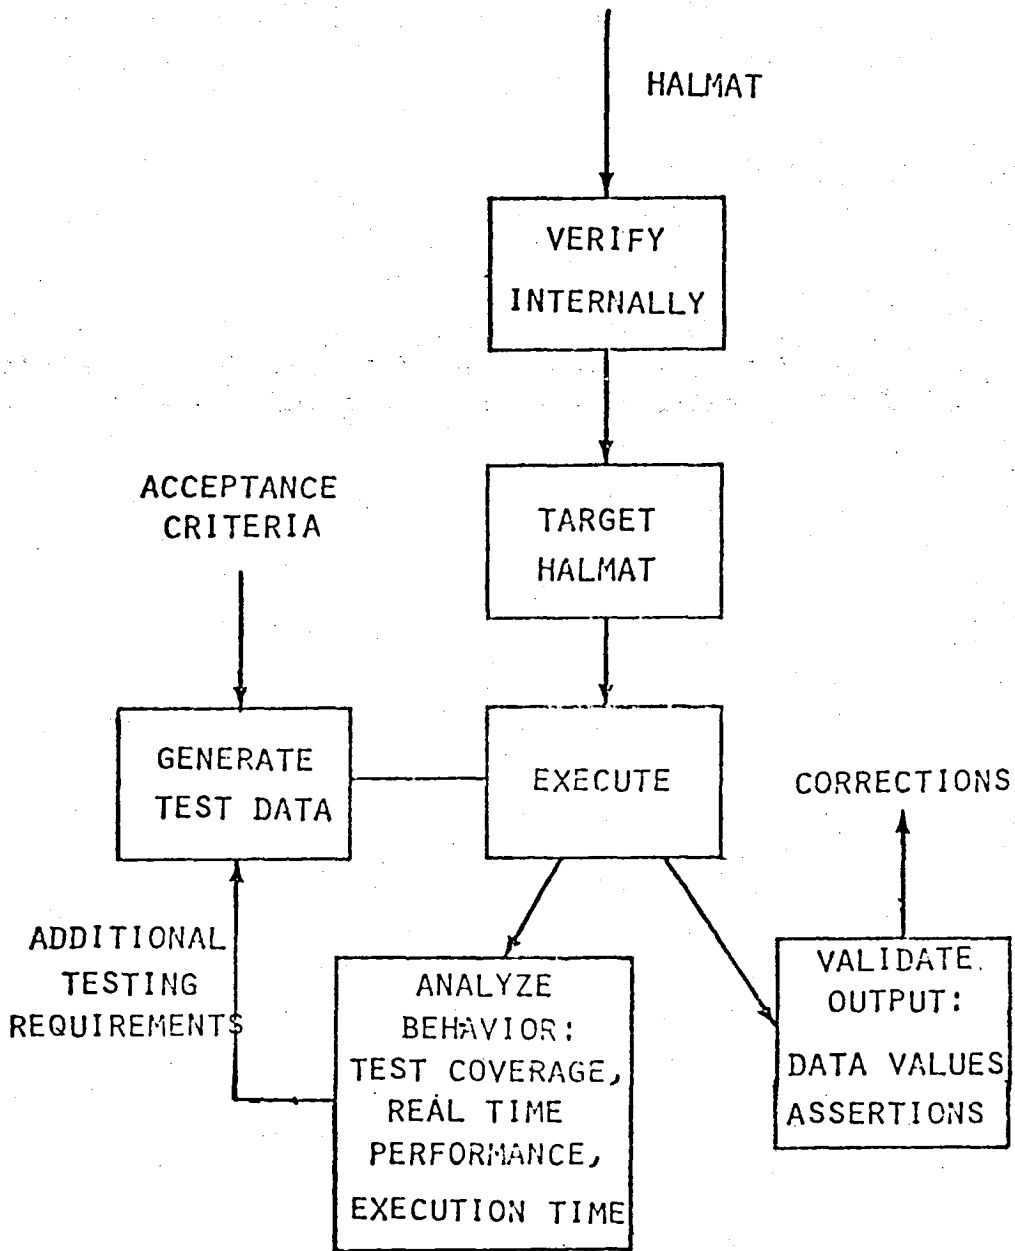 HALMAT
VERIFY
INTERNALLY
ACCEPTANCE
CRITERIA
TARGET
HALMAT
GENERATE
TEST DATA
EXECUTE
CORRECTIONS
ADDITIONAL
TESTING
REQUIREMENTS
ANALYZE
BEHAVIOR:
TEST COVERAGE,
REAL TIME
PERFORMANCE,
EXECUTION TIME
VALIDATE
OUTPUT:
DATA VALUES
ASSERTIONS